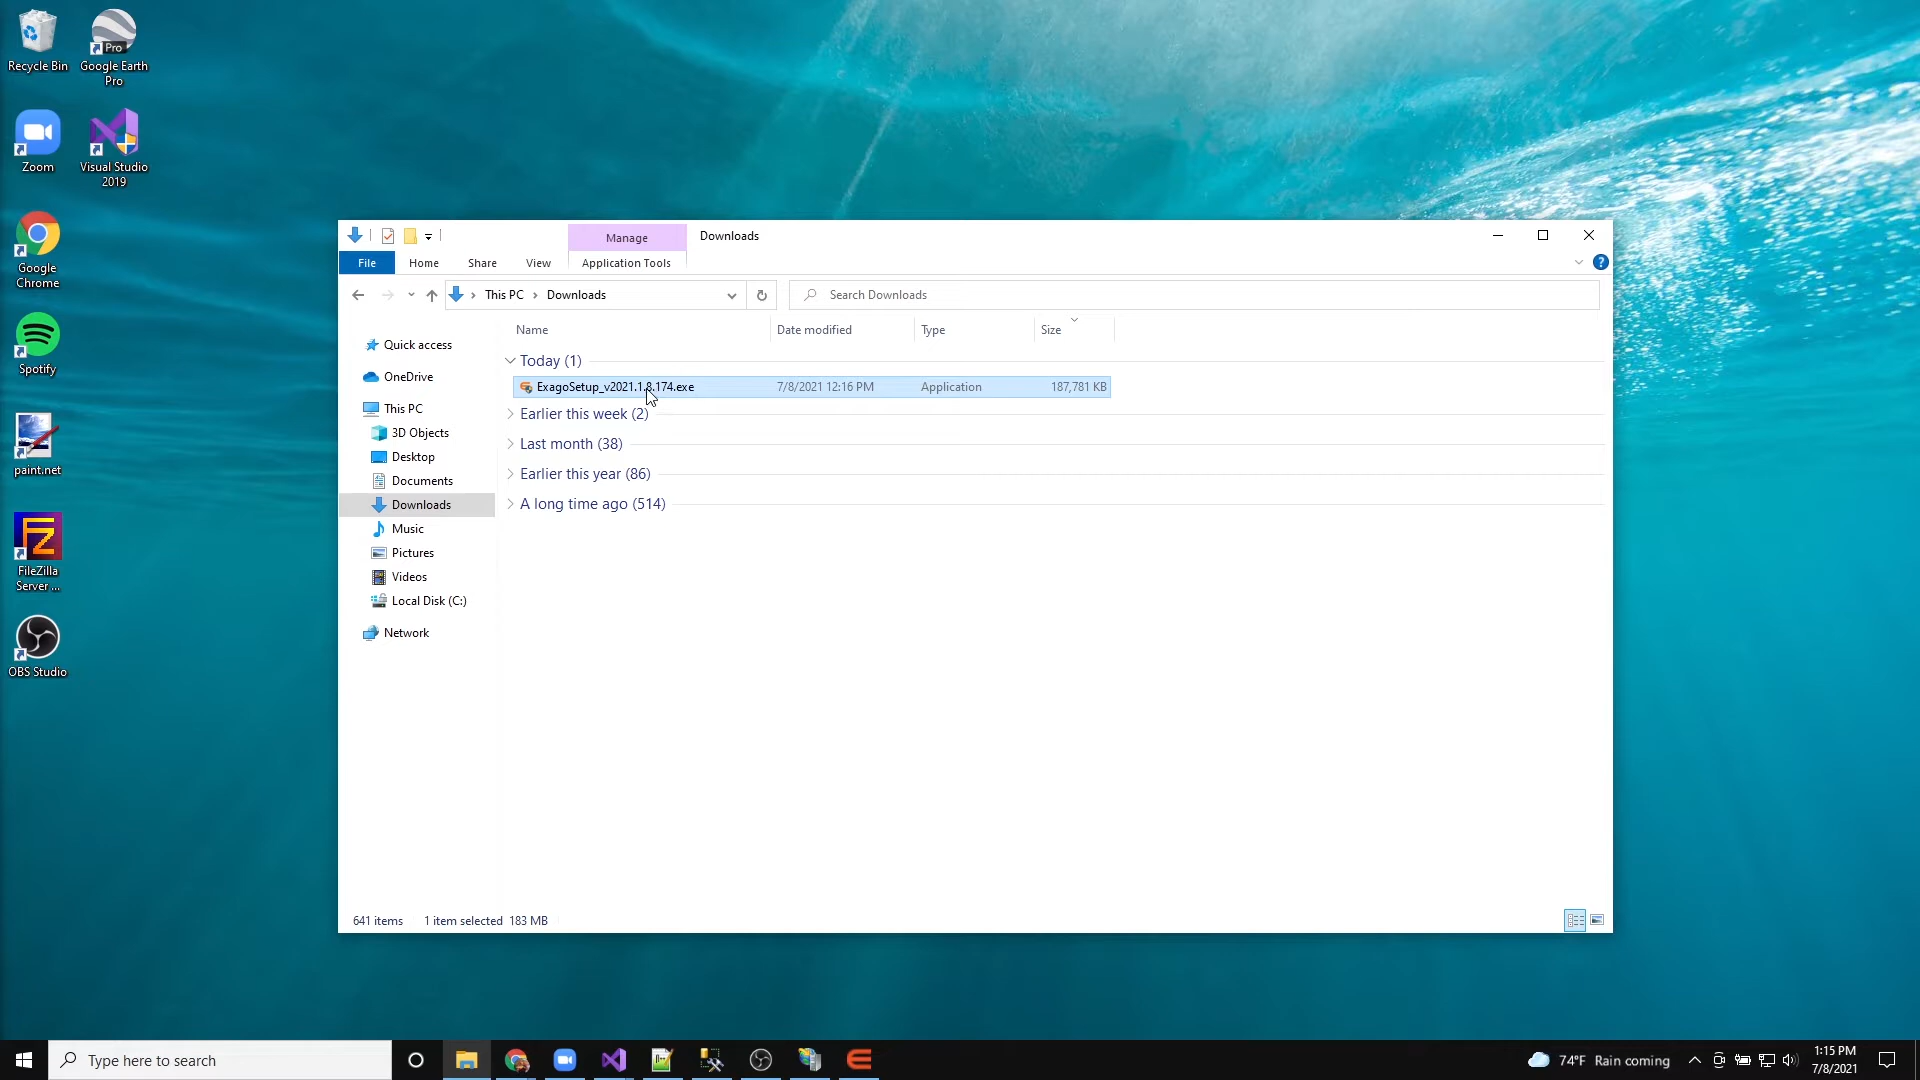 Recycle Bin
Google Earth
Pro
Pro
Zoom
Visual Studio
2019
Google
Chrome
Spotify
paint.net
FileZilla
Server ...
OBS Studio
Manage
Downloads
File
Home
Share
View
Application Tools
This PC
Downloads
Search Downloads
Name
Date modified
Type
Size
Quick access
OneDrive
This PC
3D Objects
Desktop
Documents
Downloads
Music
Pictures
Videos
Local Disk (C:)
Network
Today (1)
ExagoSetup_v2021.1.8.174.exe
7/8/2021 12:16 PM
Application
187,781 KB
Earlier this week (2)
Last month (38)
Earlier this year (86)
A long time ago (514)
641 items
1 item selected 183 MB
Type here to search
74°F Rain coming
1:15 PM
7/8/2021